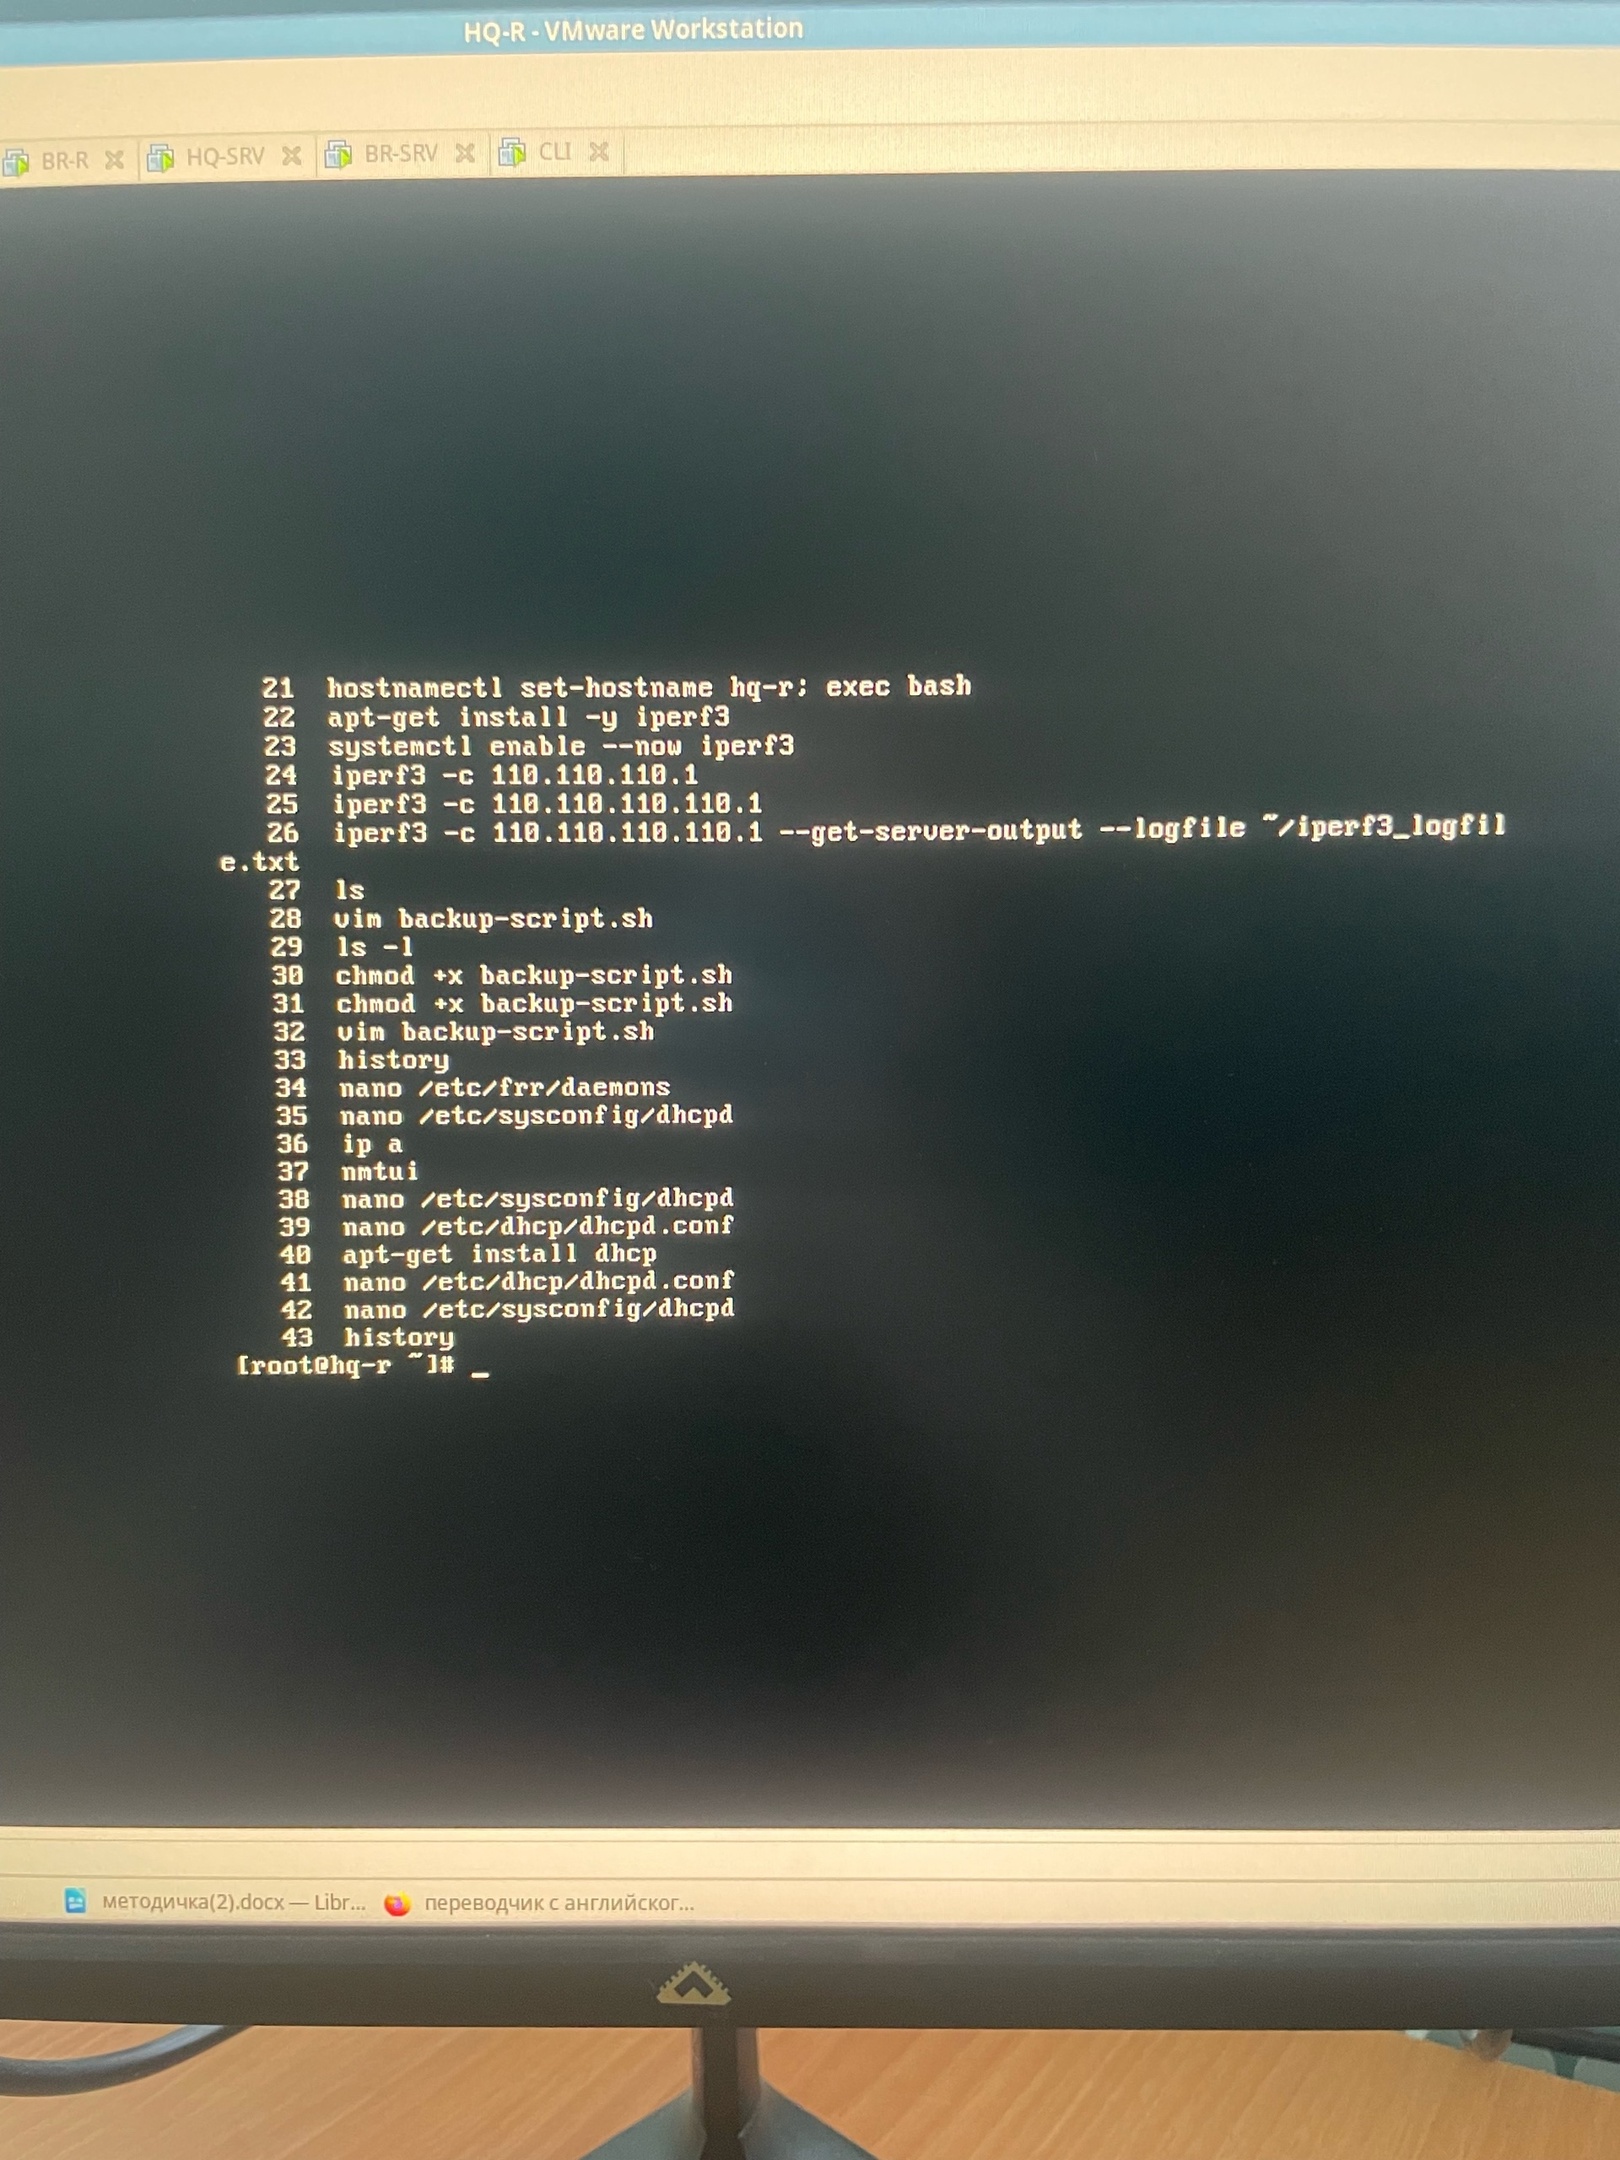 HQ-R - VMware Workstation
BR-R HQ-SRV BR-SRV CLI
21 hostnamectl set-hostname hq-r; exec bash
22 apt-get install -y iperf3
23 systemctl enable --now iperf3
24 iperf3 -c 110.110.110.1
25 iperf3 -c 110.110.110.110.1
26 iperf3 -c 110.110.110.110.1 --get-server-output --logfile ~/iperf3_logfil
e.txt
27 ls
28 vim backup-script.sh
29 ls -l
30 chmod +x backup-script.sh
31 chmod +x backup-script.sh
32 vim backup-script.sh
33 history
34 nano /etc/frr/daemons
35 nano /etc/sysconfig/dhcpd
36 ip a
37 nmtui
38 nano /etc/sysconfig/dhcpd
39 nano /etc/dhcp/dhcpd.conf
40 apt-get install dhcp
41 nano /etc/dhcp/dhcpd.conf
42 nano /etc/sysconfig/dhcpd
43 history
[root@hq-r ~]# _
методичка(2).docx — Libr... переводчик с английског...